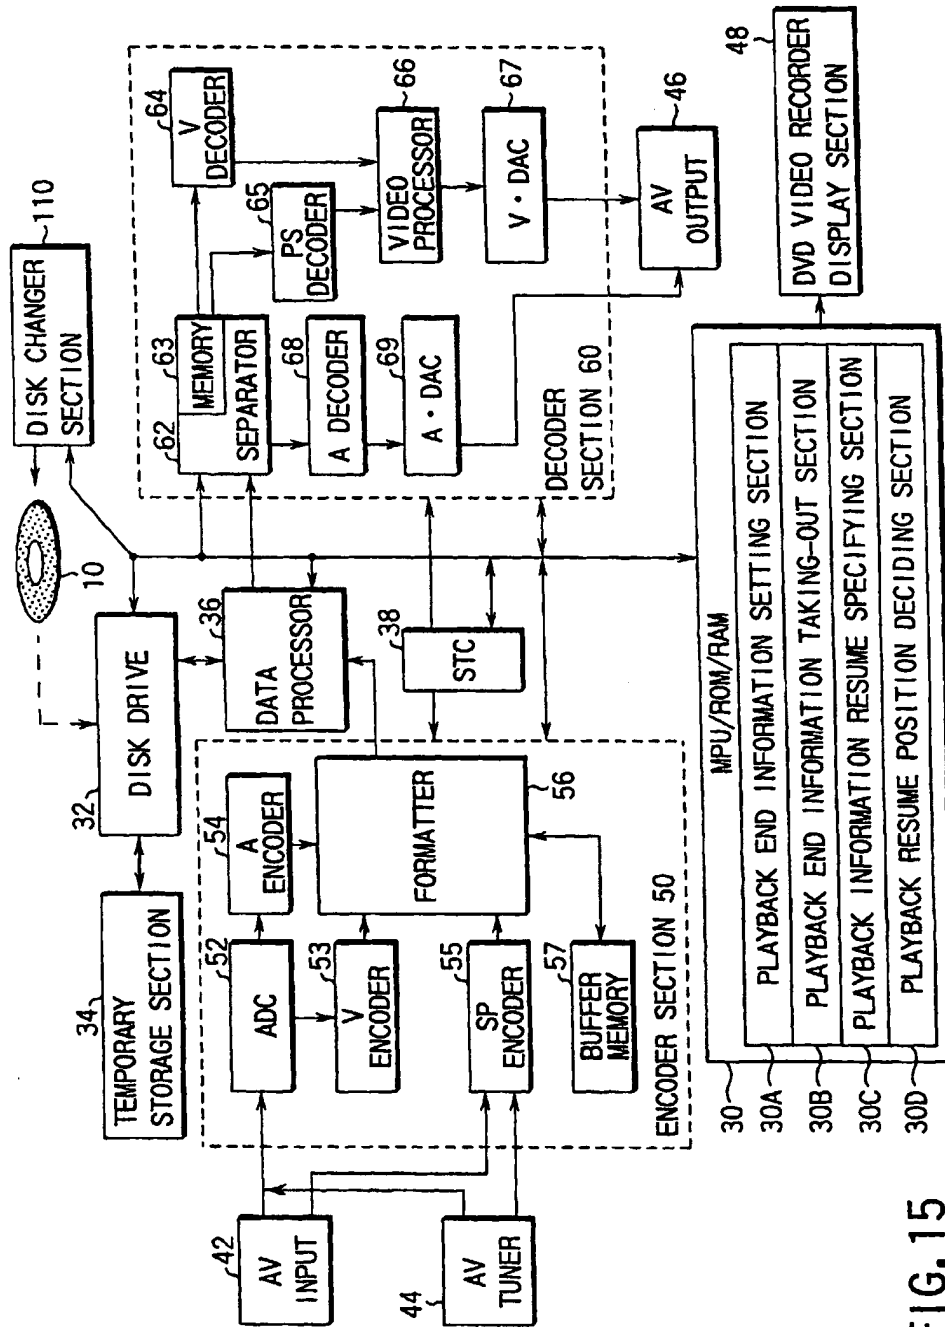 DISK CHANGER
SECTION
110
10
32
DISK DRIVE
34
TEMPORARY
STORAGE SECTION
36
DATA
PROCESSOR
38
STC
42
AV
INPUT
44
AV
TUNER
52
ADC
54
A
ENCODER
53
V
ENCODER
55
SP
ENCODER
57
BUFFER
MEMORY
FORMATTER
56
ENCODER SECTION 50
62
63
MEMORY
SEPARATOR
64
V
DECODER
65
PS
DECODER
66
VIDEO
PROCESSOR
67
V・DAC
68
A DECODER
69
A・DAC
DECODER
SECTION 60
46
AV
OUTPUT
48
DVD VIDEO RECORDER
DISPLAY SECTION
30
MPU/ROM/RAM
30A
PLAYBACK END INFORMATION SETTING SECTION
30B
PLAYBACK END INFORMATION TAKING-OUT SECTION
30C
PLAYBACK INFORMATION RESUME SPECIFYING SECTION
30D
PLAYBACK RESUME POSITION DECIDING SECTION
FIG. 15